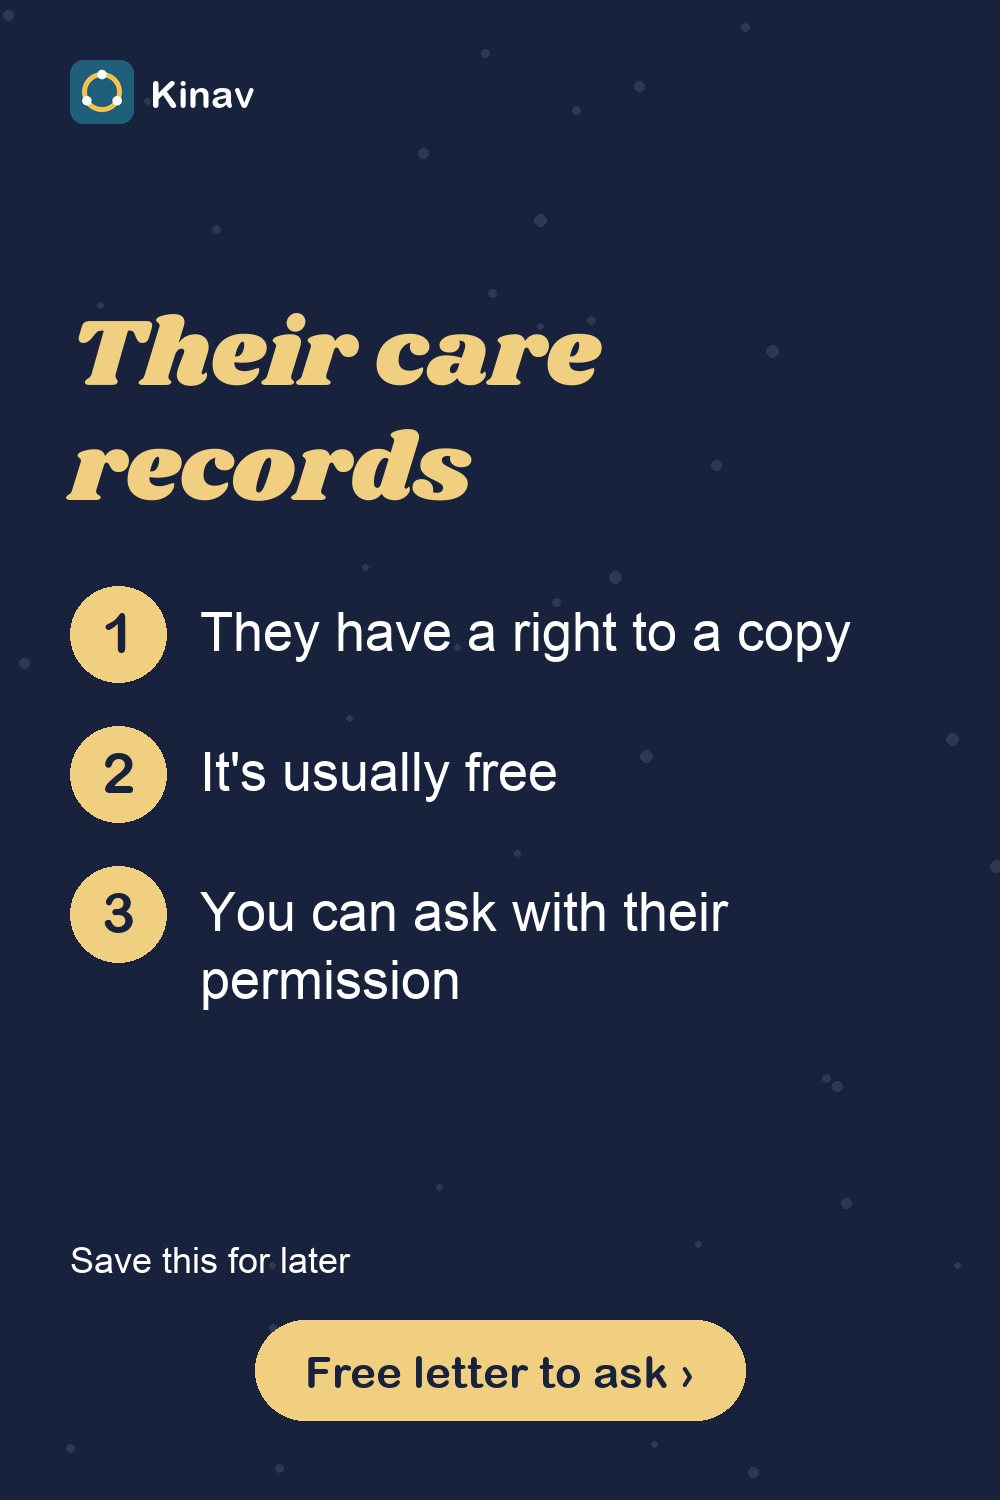 Kinav
Their care
records
1 They have a right to a copy
2 It's usually free
3 You can ask with their
permission
Save this for later
Free letter to ask ›